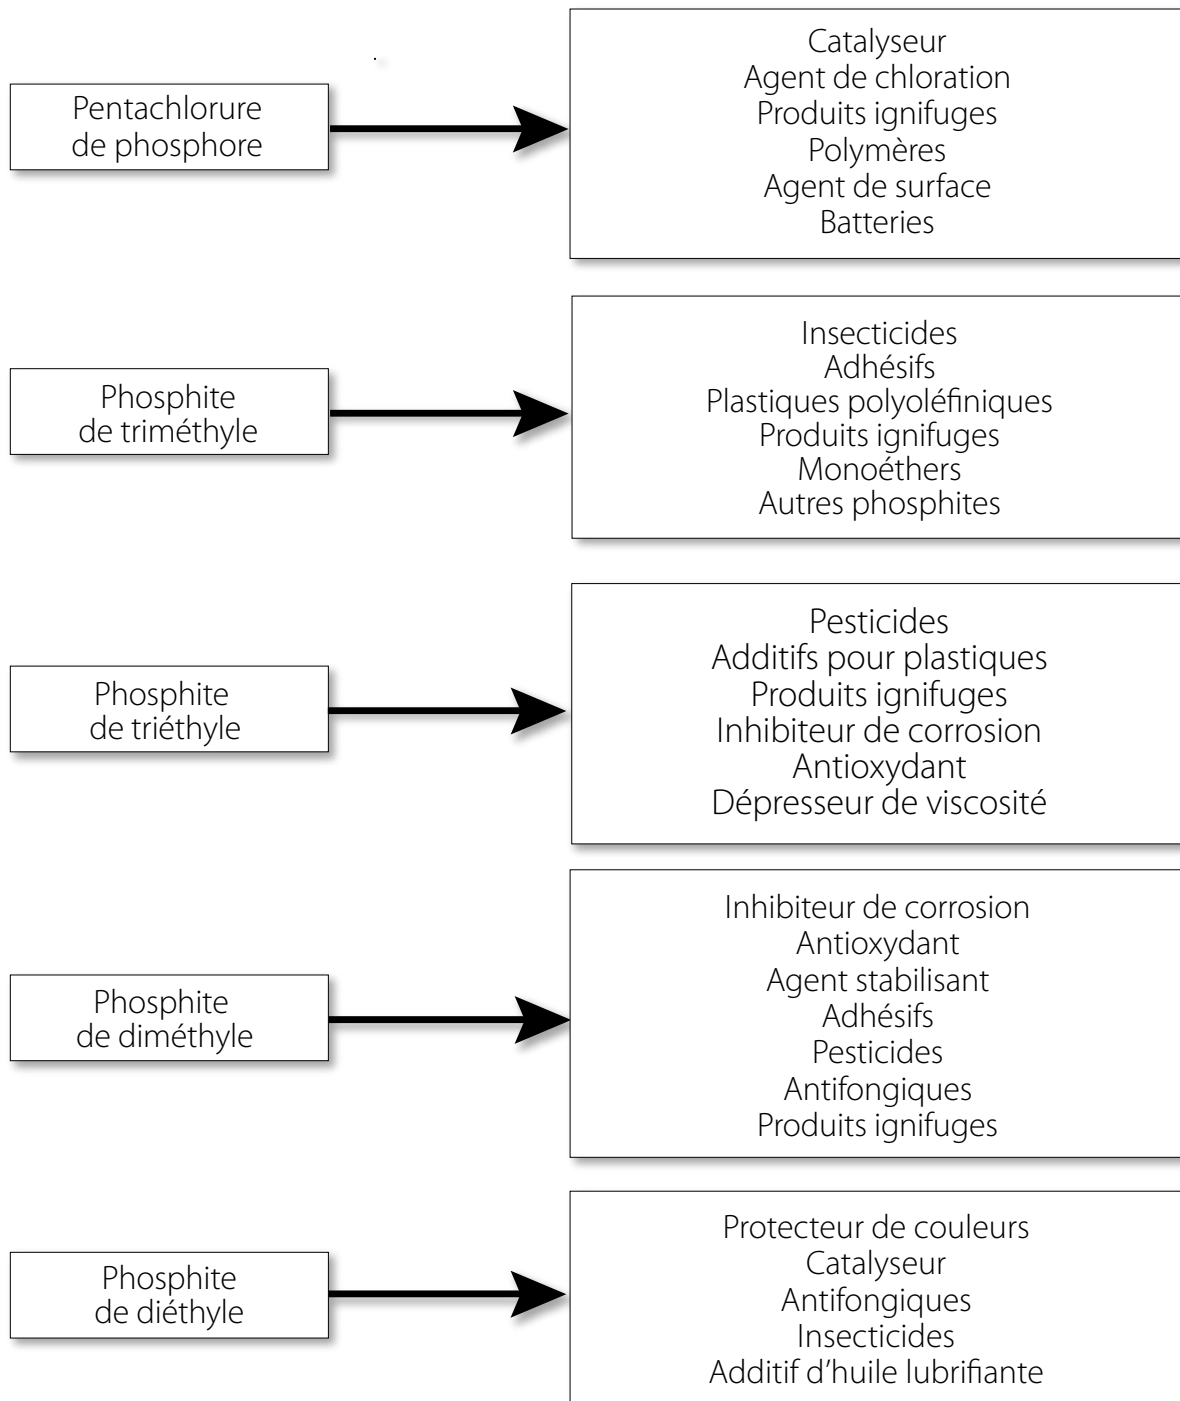 Pentachlorure
de phosphore
Catalyseur
Agent de chloration
Produits ignifuges
Polymères
Agent de surface
Batteries
Phosphite
de triméthyle
Insecticides
Adhésifs
Plastiques polyoléfiniques
Produits ignifuges
Monoéthers
Autres phosphites
Phosphite
de triéthyle
Pesticides
Additifs pour plastiques
Produits ignifuges
Inhibiteur de corrosion
Antioxydant
Dépresseur de viscosité
Phosphite
de diméthyle
Inhibiteur de corrosion
Antioxydant
Agent stabilisant
Adhésifs
Pesticides
Antifongiques
Produits ignifuges
Phosphite
de diéthyle
Protecteur de couleurs
Catalyseur
Antifongiques
Insecticides
Additif d’huile lubrifiante